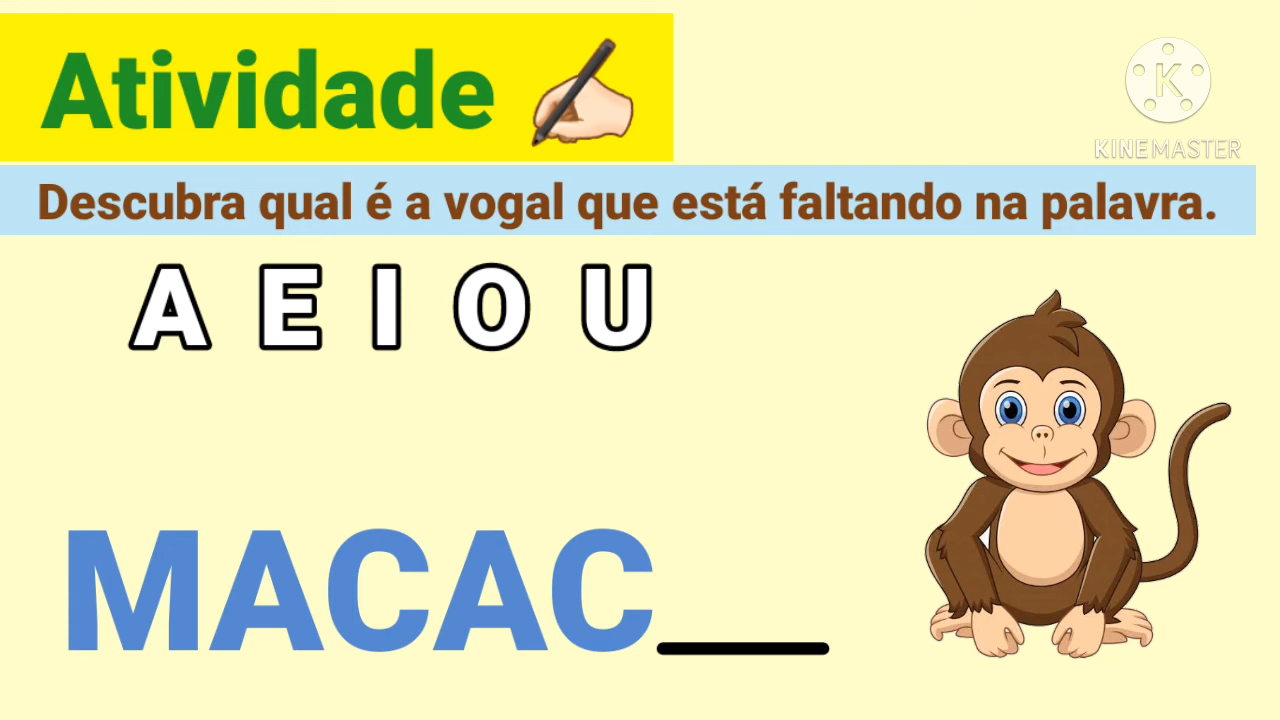 Atividade
KINEMASTER
Descubra qual é a vogal que está faltando na palavra.
A E I O U
MACAC__